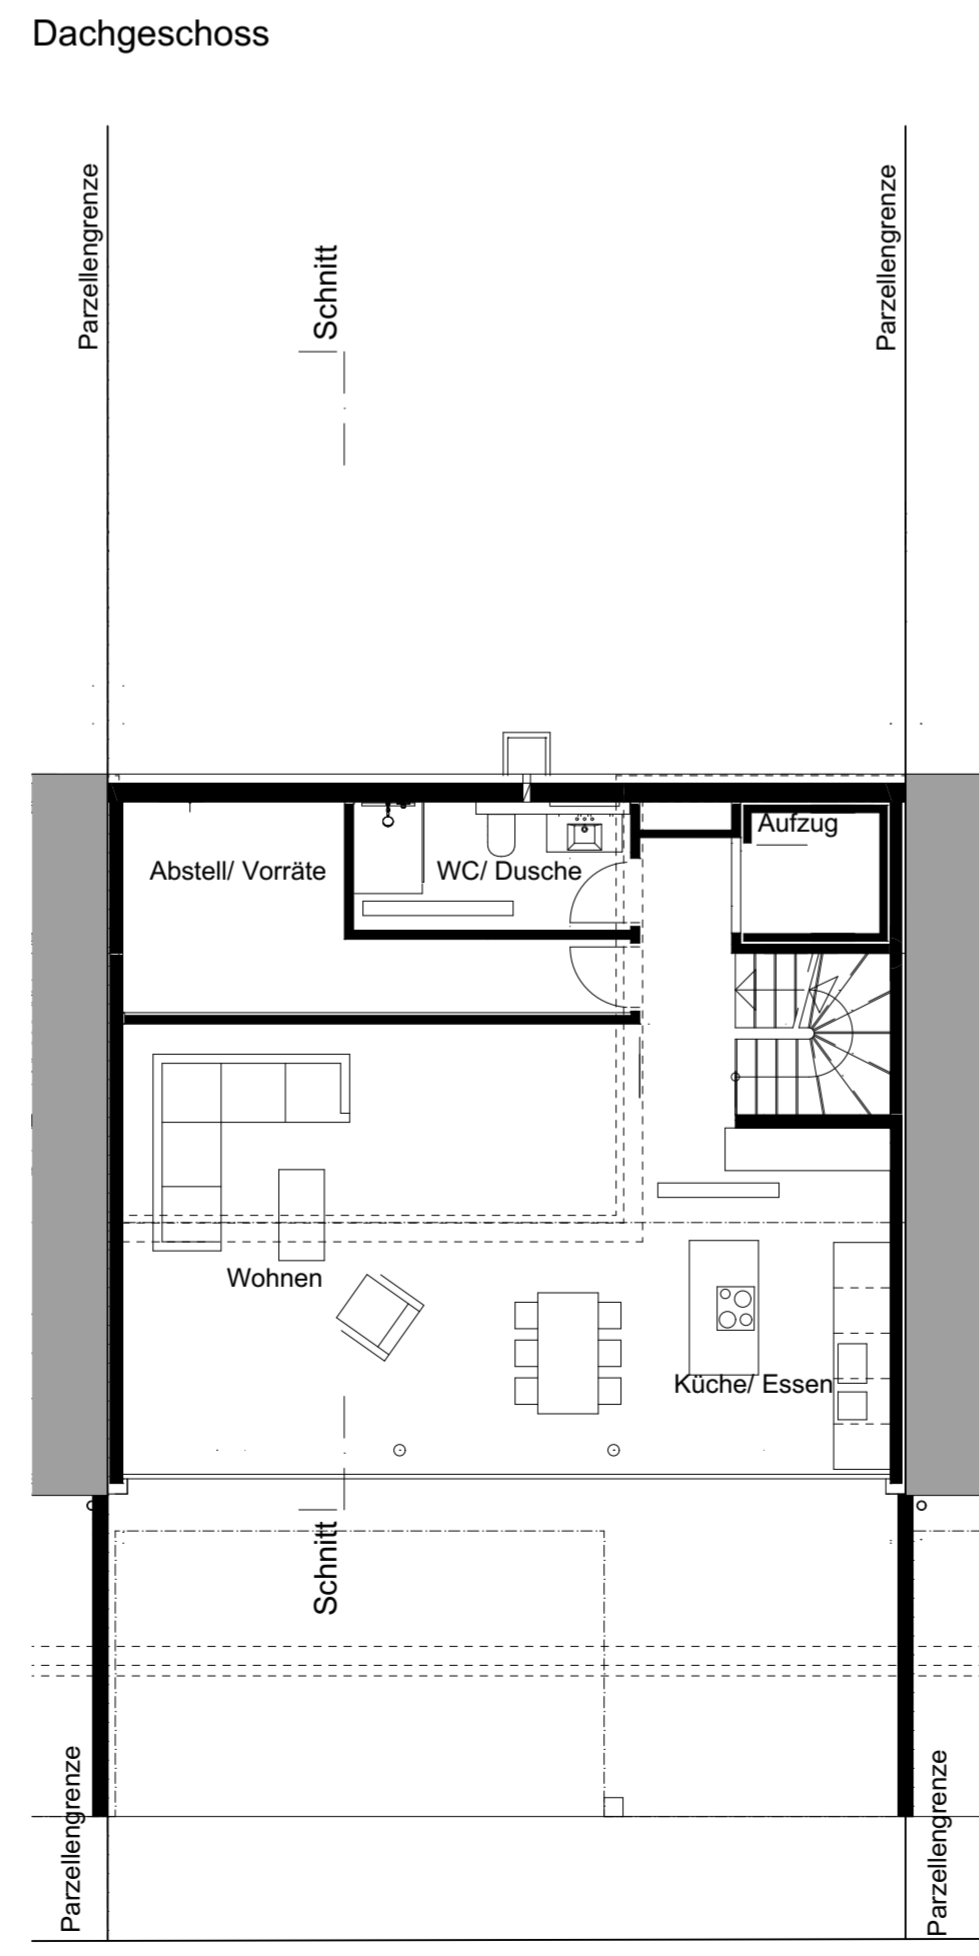 Dachgeschoss
Parzellengrenze
Parzellengrenze
Schnitt
Aufzug
Abstell/ Vorräte
WC/ Dusche
Wohnen
Küche/ Essen
Schnitt
Parzellengrenze
Parzellengrenze